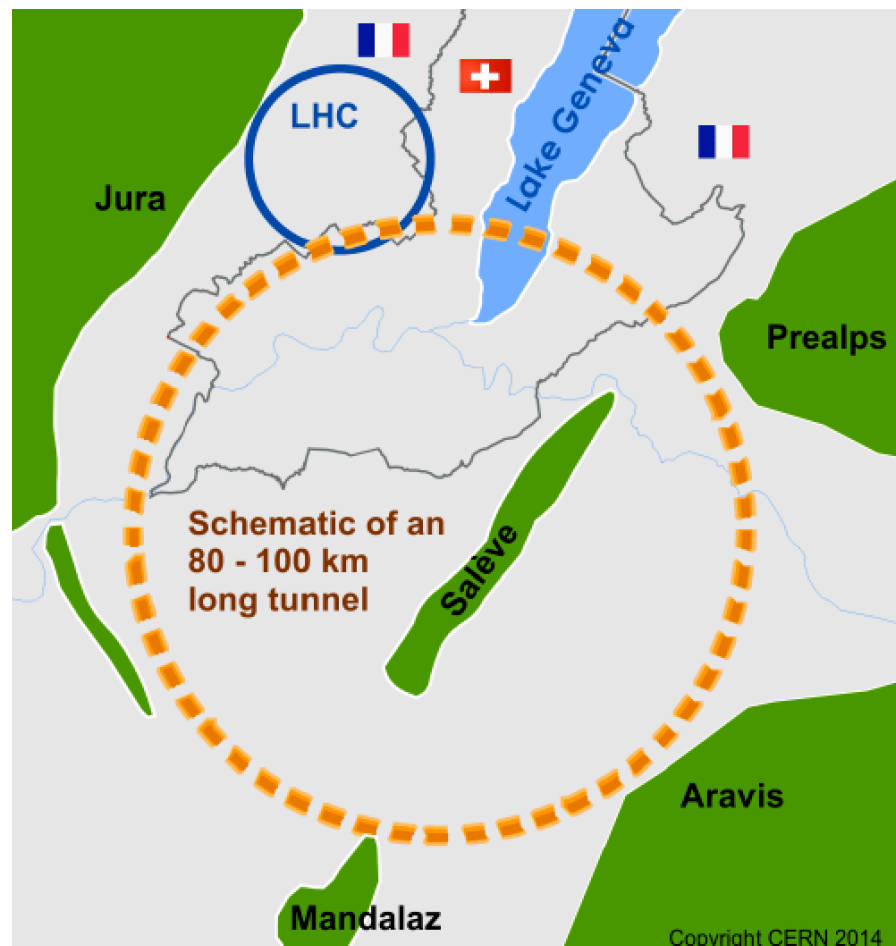 LHC
Lake Geneva
Jura
Prealps
Schematic of an
80 - 100 km
long tunnel
Salève
Aravis
Mandalaz
Copyright CERN 2014